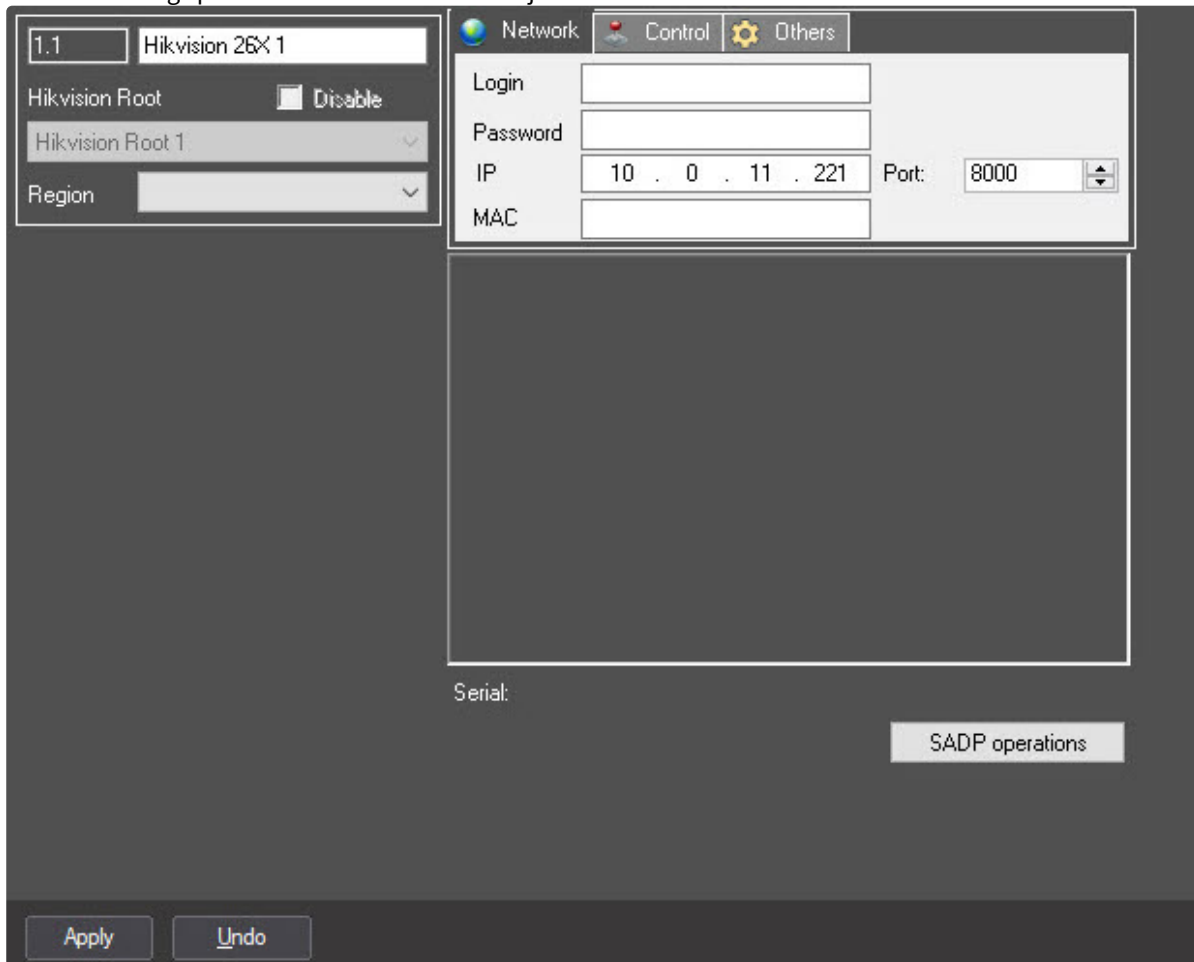 1.1
Hikvision 26X 1
Hikvision Root
Disable
Hikvision Root 1
Region
Network
Control
Others
Login
Password
IP
10 . 0 . 11 . 221
Port:
8000
MAC
Serial:
SADP operations
Apply
Undo